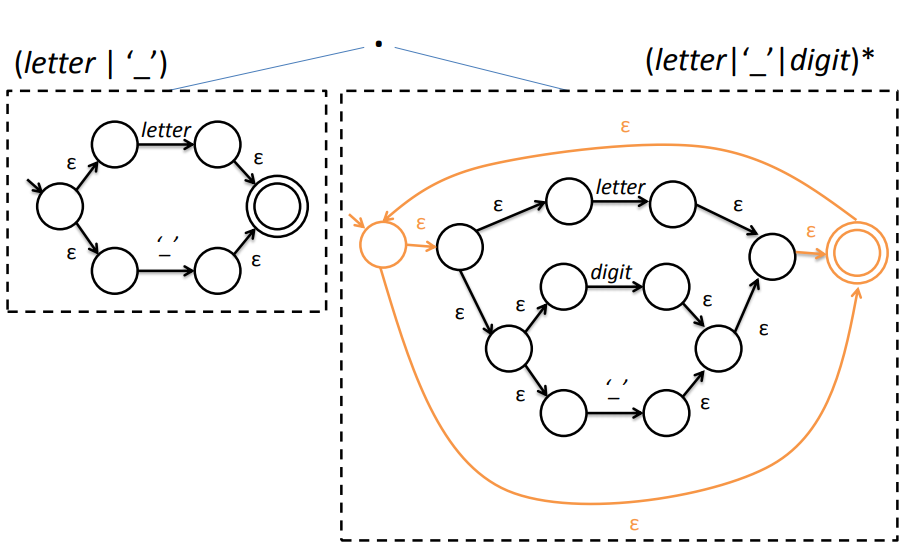 .
(letter | ‘_’)
(letter|‘_’|digit)*
ε
letter
ε
ε
‘_’
ε
ε
ε
ε
letter
ε
ε
ε
digit
ε
ε
ε
ε
‘_’
ε
ε